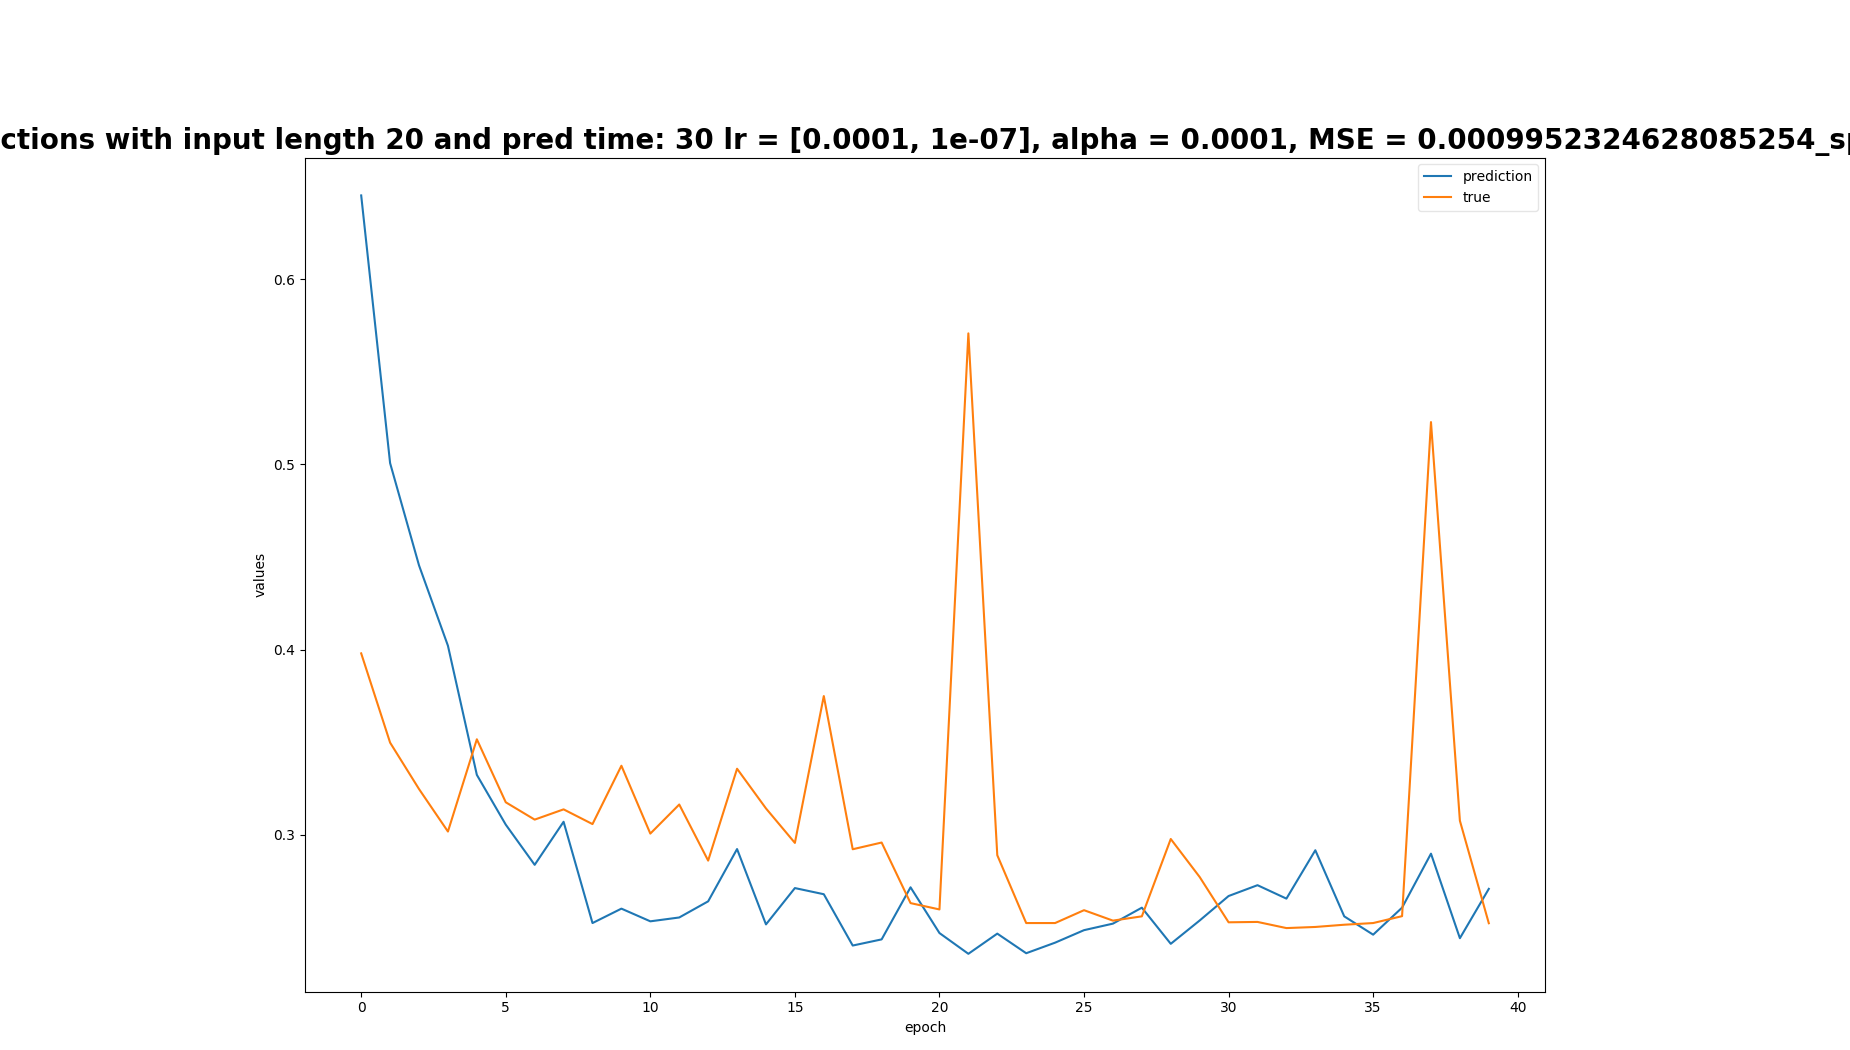 ctions with input length 20 and pred time: 30 lr = [0.0001, 1e-07], alpha = 0.0001, MSE = 0.0009952324628085254_sp
prediction
true
0.6
0.5
0.4
0.3
values
0 5 10 15 20 25 30 35 40
epoch